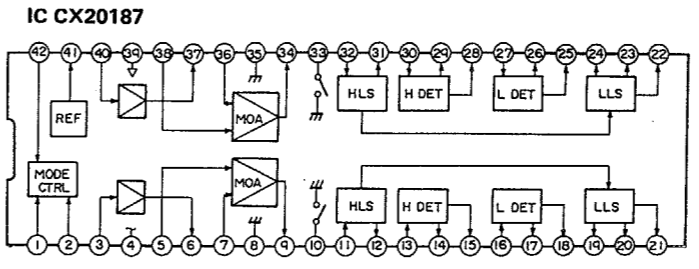 IC CX20187
42 41 40 39 38 37 36 35 34 33 32 31 30 29 28 27 26 25 24 23 22
HLS H DET L DET LLS
REF MOA
MODE
CTRL
MOA
HLS H DET L DET LLS
1 2 3 4 5 6 7 8 9 10 11 12 13 14 15 16 17 18 19 20 21